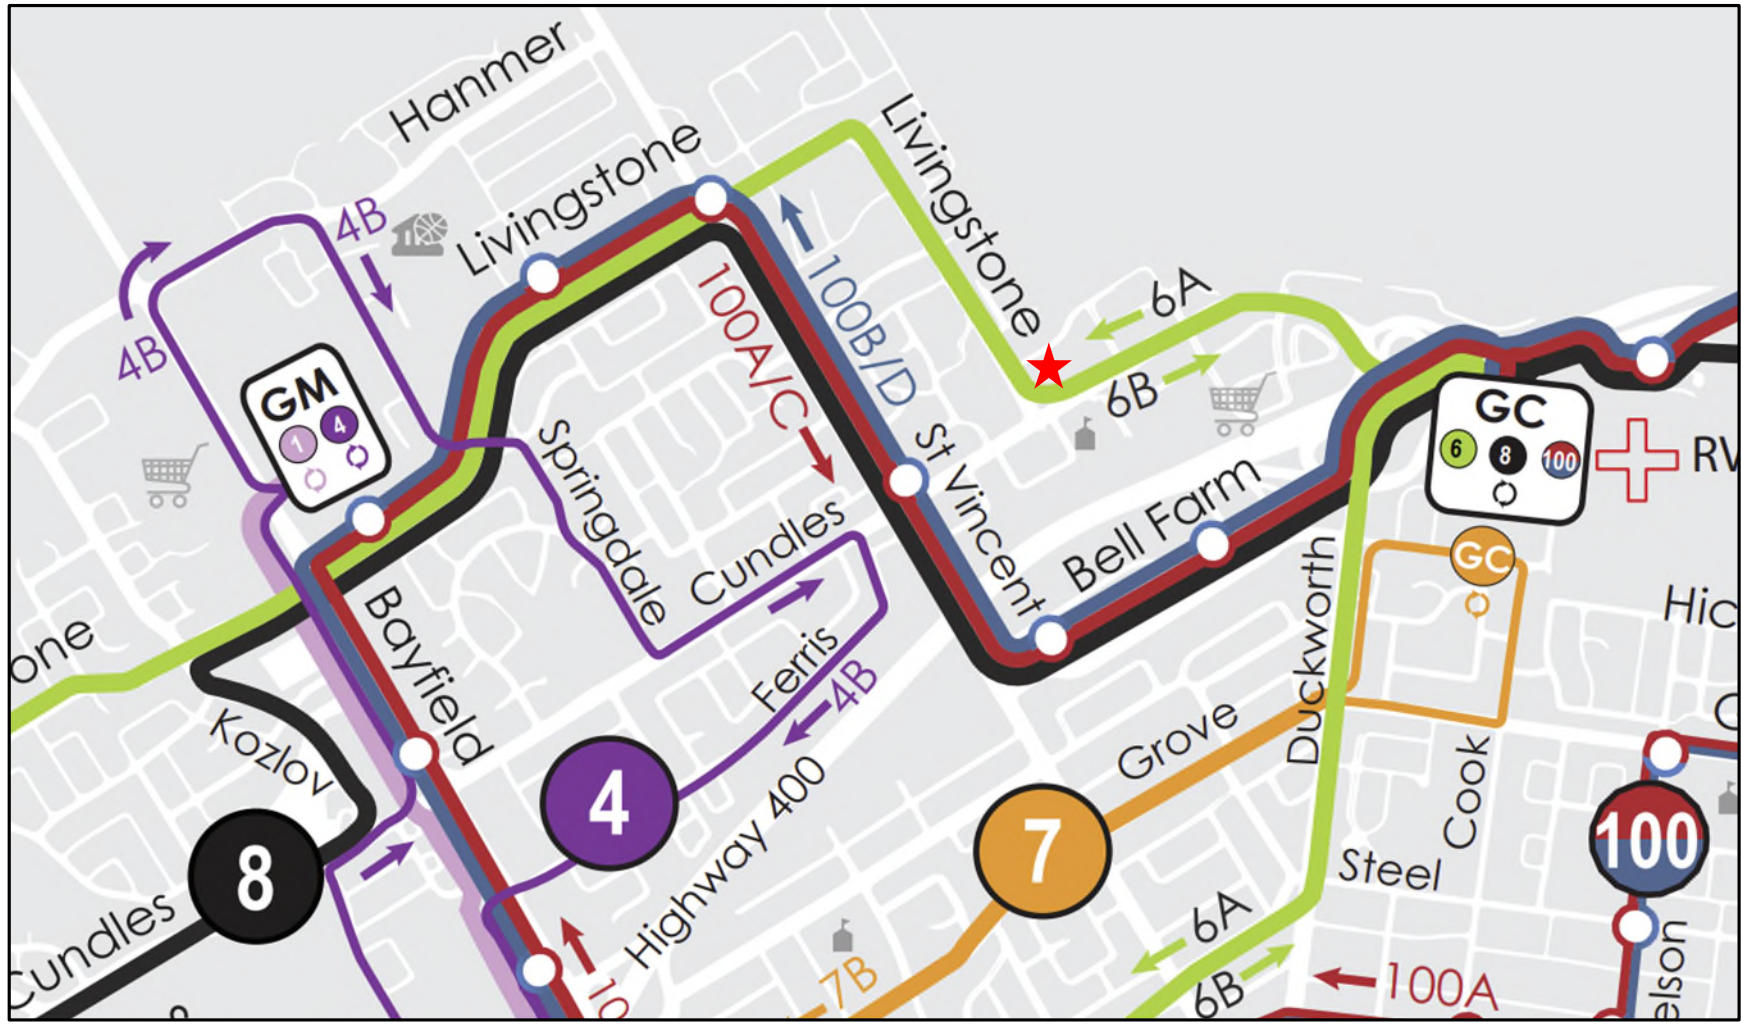 Hanmer
Livingstone
Livingstone
4B
4B
6A
6B
100B/D
100A/C
GM
1
4
GC
6
8
100
RV
Springdale
St Vincent
Cundles
Bell Farm
GC
Hic
one
Bayfield
Ferris
4B
Duckworth
Kozlov
Grove
Cook
C
4
Highway 400
7
100
8
Steel
Cundles
6A
6B
7B
100A
elson
10